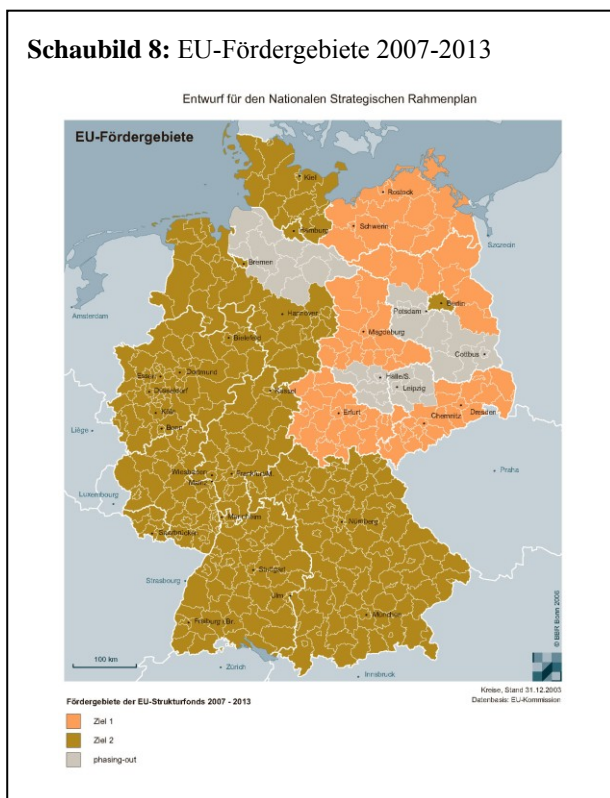 Schaubild 8: EU-Fördergebiete 2007-2013
Entwurf für den Nationalen Strategischen Rahmenplan
EU-Fördergebiete
Kiel
Rostock
Schwerin
Hamburg
Szczecin
Bremen
Amsterdam
Hannover
Berlin
Potsdam
Magdeburg
Bielefeld
Cottbus
Essen
Dortmund
Halle/S.
Düsseldorf
Kassel
Leipzig
Köln
Erfurt
Chemnitz
Dresden
Bonn
Liège
Wiesbaden
Frankfurt/M.
Mainz
Praha
Luxembourg
Mannheim
Nürnberg
Saarbrücken
Stuttgart
Strasbourg
Ulm
München
Freiburg i.Br.
100 km
Zürich
Innsbruck
© BBR Bonn 2006
Kreise, Stand 31.12.2003
Datenbasis: EU-Kommission
Fördergebiete der EU-Strukturfonds 2007 - 2013
Ziel 1
Ziel 2
phasing-out